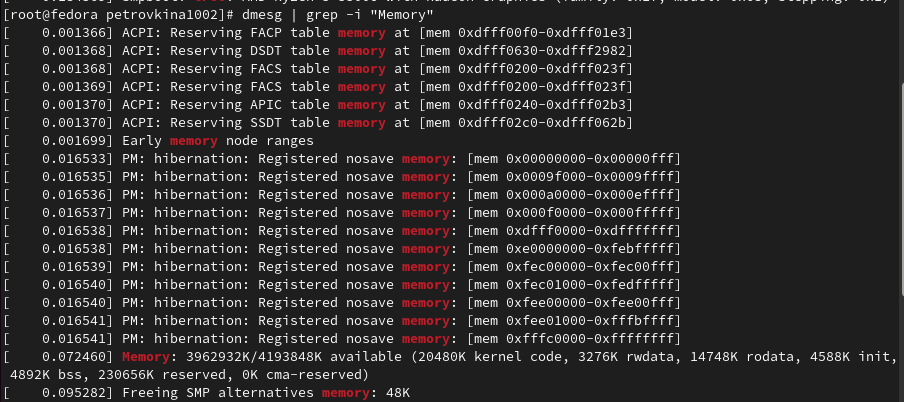 [root@fedora petrovkina1002]# dmesg | grep -i "Memory"
[    0.001366] ACPI: Reserving FACP table memory at [mem 0xdfff00f0-0xdfff01e3]
[    0.001368] ACPI: Reserving DSDT table memory at [mem 0xdfff0630-0xdfff2982]
[    0.001368] ACPI: Reserving FACS table memory at [mem 0xdfff0200-0xdfff023f]
[    0.001369] ACPI: Reserving FACS table memory at [mem 0xdfff0200-0xdfff023f]
[    0.001370] ACPI: Reserving APIC table memory at [mem 0xdfff0240-0xdfff02b3]
[    0.001370] ACPI: Reserving SSDT table memory at [mem 0xdfff02c0-0xdfff062b]
[    0.001699] Early memory node ranges
[    0.016533] PM: hibernation: Registered nosave memory: [mem 0x00000000-0x00000fff]
[    0.016535] PM: hibernation: Registered nosave memory: [mem 0x0009f000-0x0009ffff]
[    0.016536] PM: hibernation: Registered nosave memory: [mem 0x000a0000-0x000effff]
[    0.016537] PM: hibernation: Registered nosave memory: [mem 0x000f0000-0x000fffff]
[    0.016538] PM: hibernation: Registered nosave memory: [mem 0xdfff0000-0xdfffffff]
[    0.016538] PM: hibernation: Registered nosave memory: [mem 0xe0000000-0xfebfffff]
[    0.016539] PM: hibernation: Registered nosave memory: [mem 0xfec00000-0xfec00fff]
[    0.016540] PM: hibernation: Registered nosave memory: [mem 0xfec01000-0xfedfffff]
[    0.016540] PM: hibernation: Registered nosave memory: [mem 0xfee00000-0xfee00fff]
[    0.016541] PM: hibernation: Registered nosave memory: [mem 0xfee01000-0xfffbffff]
[    0.016541] PM: hibernation: Registered nosave memory: [mem 0xfffc0000-0xffffffff]
[    0.072460] Memory: 3962932K/4193848K available (20480K kernel code, 3276K rwdata, 14748K rodata, 4588K init,
4892K bss, 230656K reserved, 0K cma-reserved)
[    0.095282] Freeing SMP alternatives memory: 48K